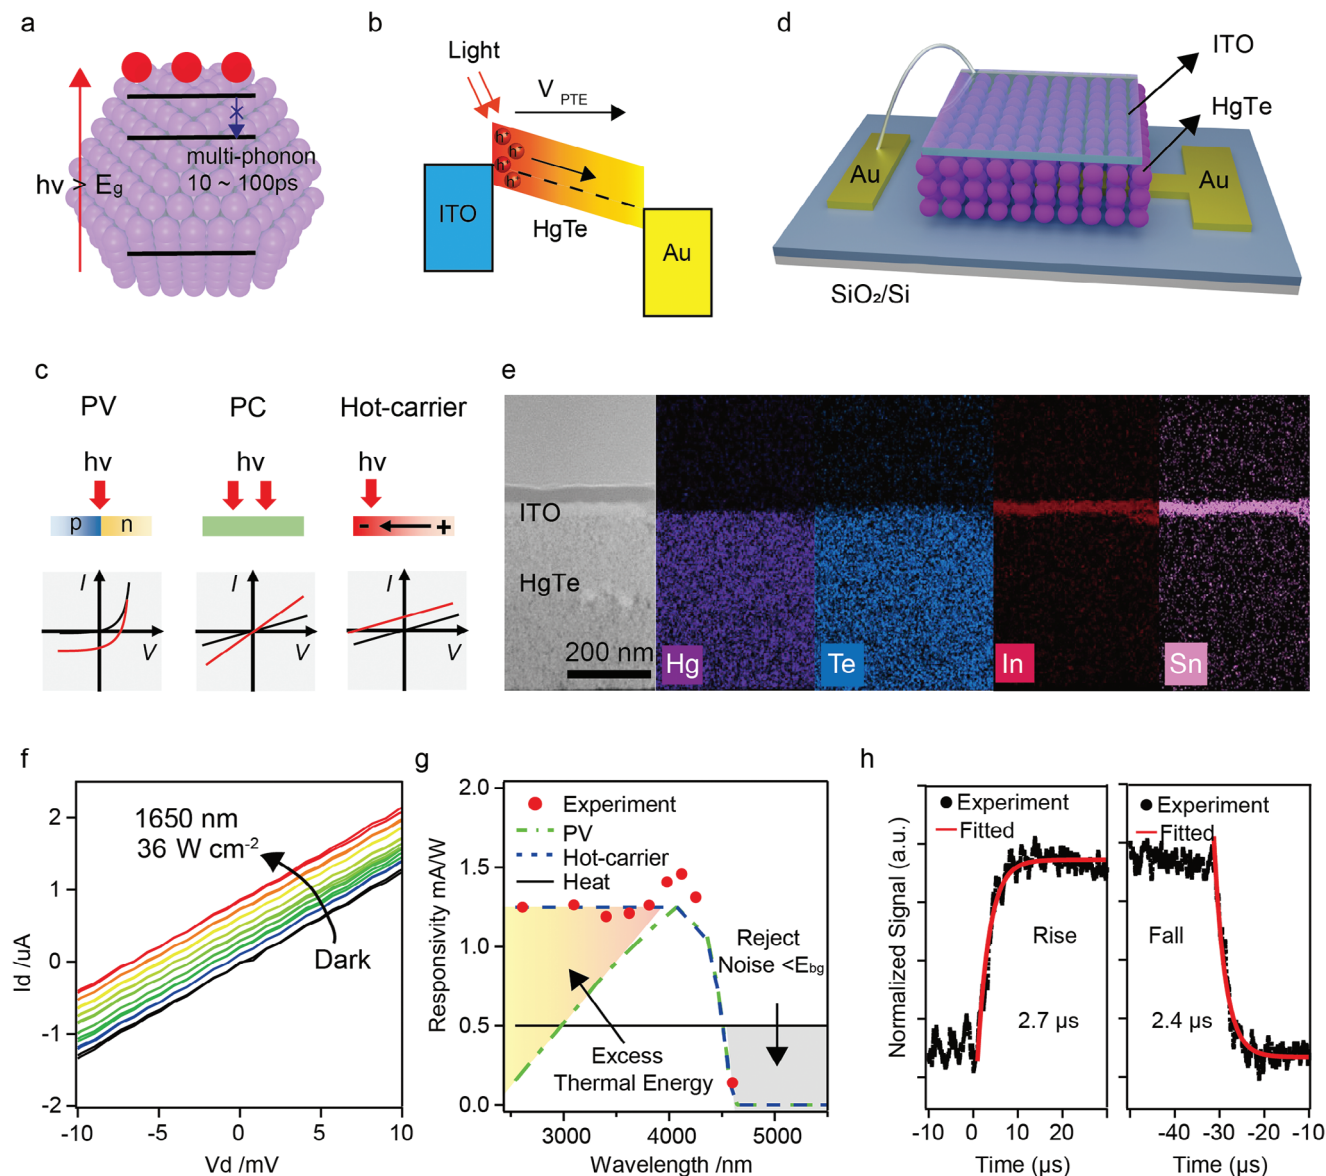 a
hν > Eg
multi-phonon
10 ~ 100ps
b
Light
V PTE
h+
h+
h+
h+
ITO
HgTe
Au
d
ITO
HgTe
Au
Au
SiO₂/Si
c
PV
PC
Hot-carrier
hν
hν
hν
p
n
-
+
I
V
I
V
I
V
e
ITO
HgTe
200 nm
Hg
Te
In
Sn
f
1650 nm
36 W cm⁻²
Dark
Id /uA
2
1
0
-1
-2
-10
-5
0
5
10
Vd /mV
g
Experiment
PV
Hot-carrier
Heat
Reject
Noise <Ebg
Excess
Thermal Energy
Responsivity mA/W
2.0
1.5
1.0
0.5
0.0
3000
4000
5000
Wavelength /nm
h
Normalized Signal (a.u.)
Experiment
Fitted
Rise
2.7 µs
-10
0
10
20
Time (µs)
Experiment
Fitted
Fall
2.4 µs
-40
-30
-20
-10
Time (µs)